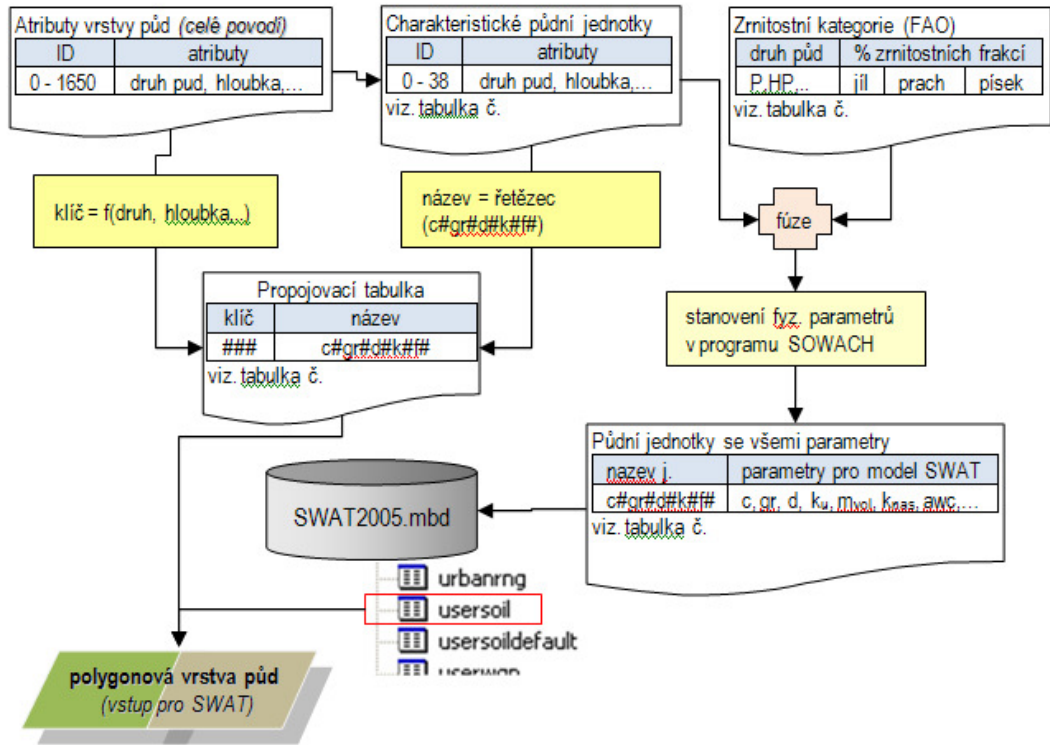 Atributy vrstvy půd (celé povodí)
ID atributy
0 - 1650 druh pud, hloubka,...
Charakteristické půdní jednotky
ID atributy
0 - 38 druh pud, hloubka,...
viz. tabulka č.
Zrnitostní kategorie (FAO)
druh půd % zrnitostních frakcí
P,HP,.. jíl prach písek
viz. tabulka č.
klíč = f(druh, hloubka,..)
název = řetězec
(c#gr#d#k#f#)
fúze
Propojovací tabulka
klíč název
### c#gr#d#k#f#
viz. tabulka č.
stanovení fyz. parametrů
v programu SOWACH
Půdní jednotky se všemi parametry
nazev j. parametry pro model SWAT
c#gr#d#k#f# c, gr, d, ku, mvol, knas, awc,...
viz. tabulka č.
SWAT2005.mbd
urbanrng
usersoil
usersoildefault
userwgn
polygonová vrstva půd
(vstup pro SWAT)